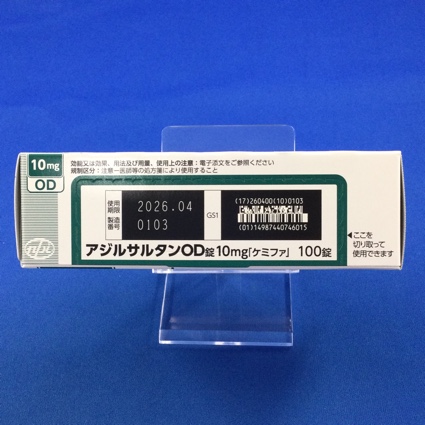 10mg
OD
効能又は効果、用法及び用量、使用上の注意：電子添文をご参照ください
規制区分：注意－医師等の処方箋により使用すること
使用
期限
2026.04
製造
番号
0103
GS1
(17)260400(10)0103
(01)14987440746015
アジルサルタンOD錠10mg「ケミファ」 100錠
◀ここを
切り取って
使用できます